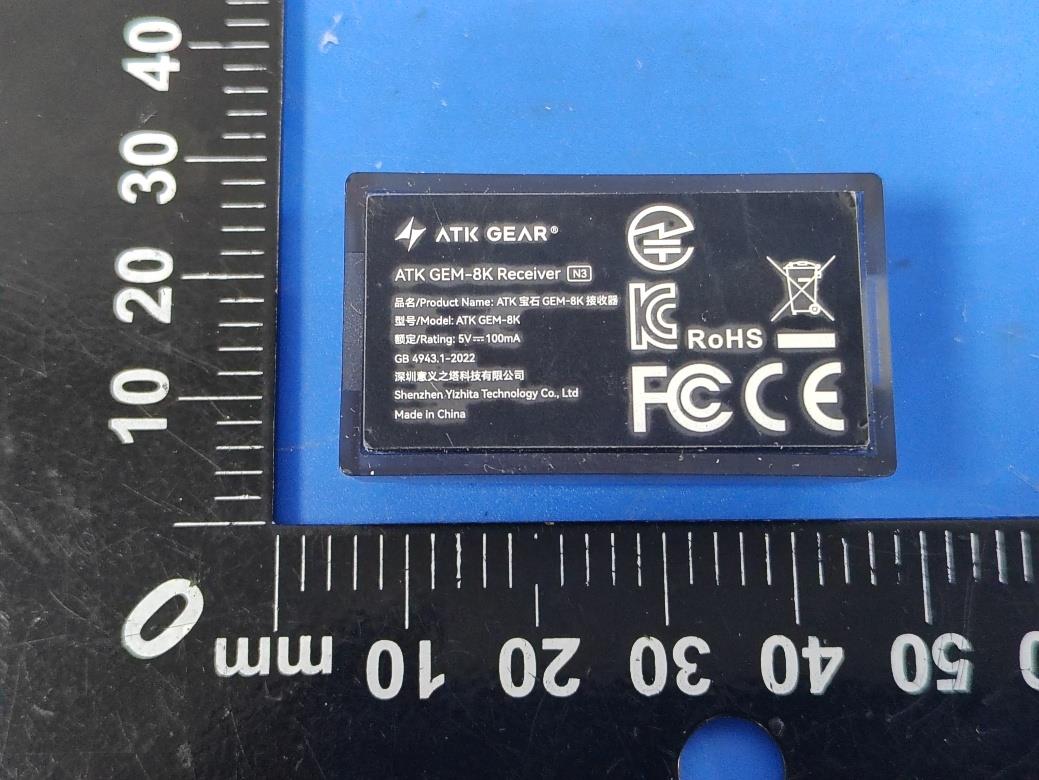 40
30
20
10
0
mm 10 20 30 40 50
ATK GEAR®
ATK GEM-8K Receiver N3
品名/Product Name: ATK 宝石 GEM-8K 接收器
型号/Model: ATK GEM-8K
额定/Rating: 5V⎓100mA
GB 4943.1-2022
深圳意义之塔科技有限公司
Shenzhen Yizhita Technology Co., Ltd
Made in China
KC
RoHS
FC CE